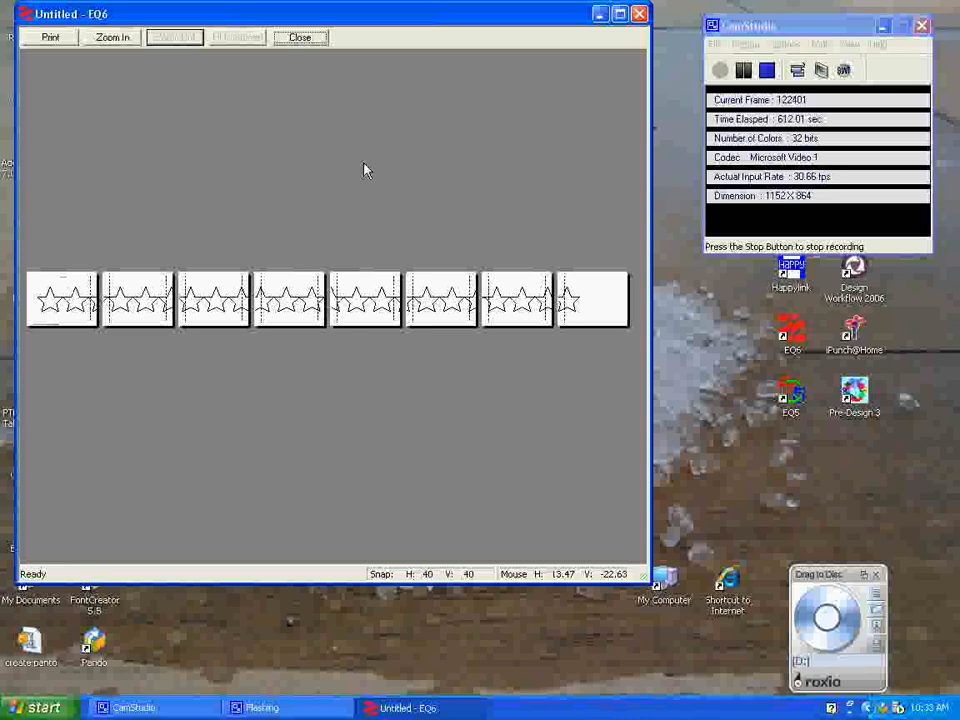 Untitled - EQ6
Print
Zoom In
Close
CamStudio
Current Frame : 122401
Time Elasped : 612.01 sec
Number of Colors : 32 bits
Codec : Microsoft Video 1
Actual Input Rate : 30.66 fps
Dimension : 1152 X 864
Press the Stop Button to stop recording
HAPPY
Happylink
Design
Workflow 2006
EQ6
iPunch@Home
EQ5
Pre-Design 3
Ready
Snap: H: 40 V: 40
Mouse H: 13.47 V: -22.63
Drag to Disc
[D:]
roxio
My Documents
FontCreator
5.5
My Computer
Shortcut to
Internet
create panto
Pando
start
CamStudio
Flashing
Untitled - EQ6
10:33 AM